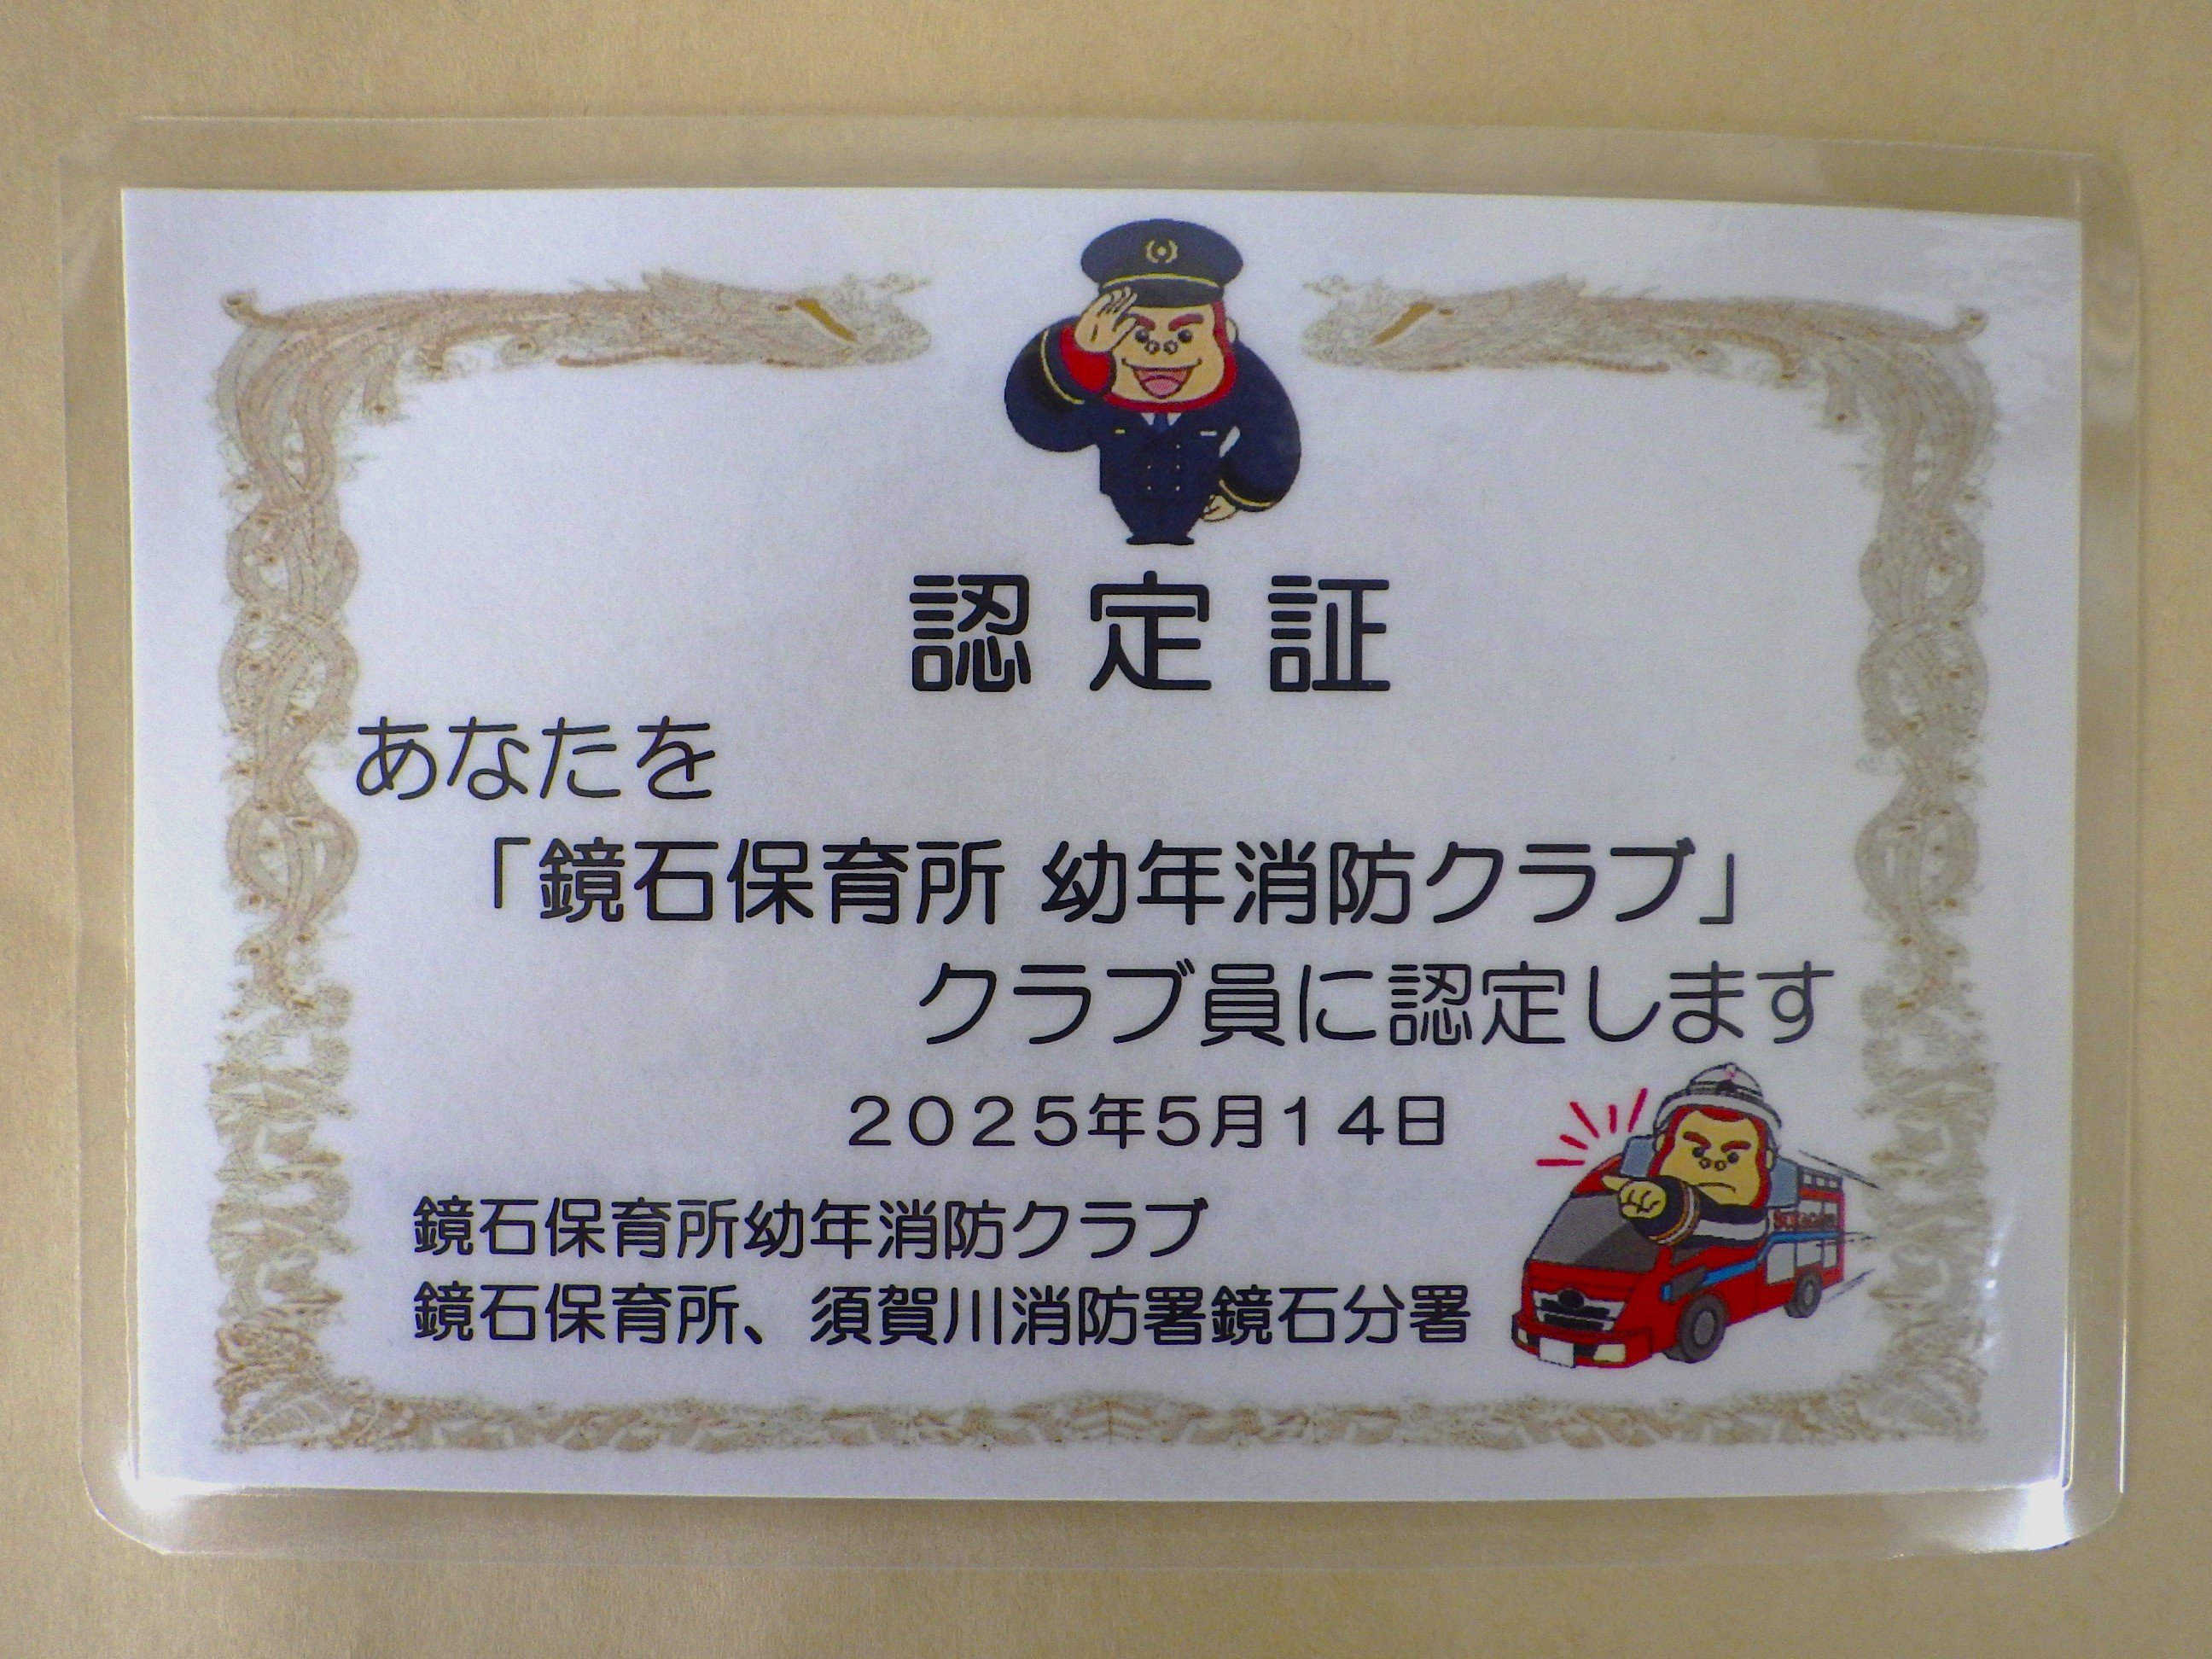 認定証
あなたを
「鏡石保育所 幼年消防クラブ」
クラブ員に認定します
２０２５年５月１４日
鏡石保育所幼年消防クラブ
鏡石保育所、須賀川消防署鏡石分署